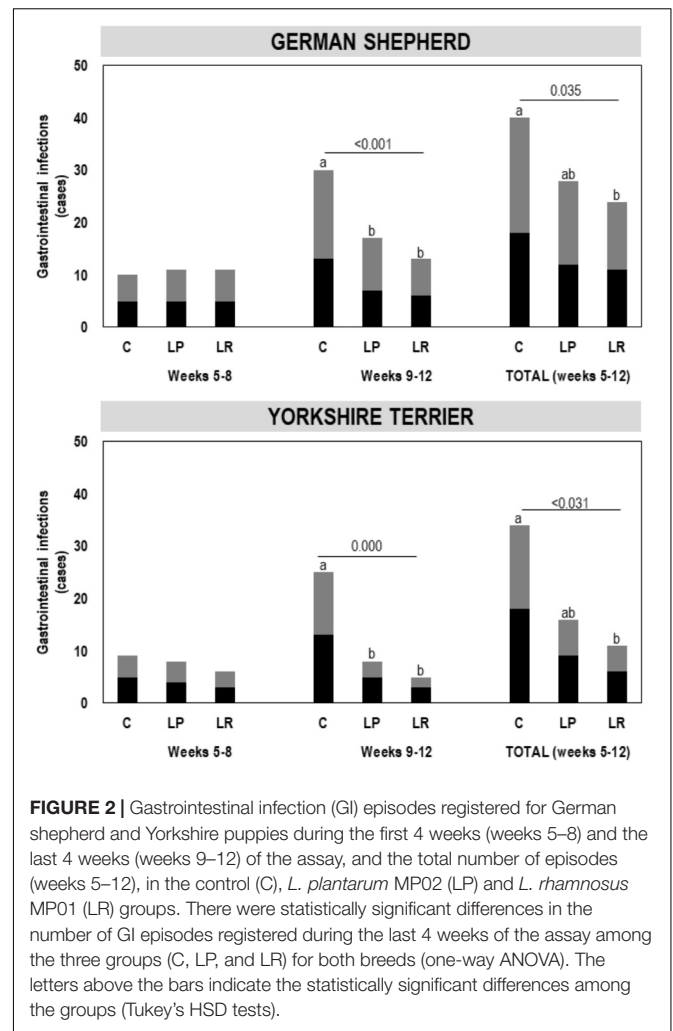 GERMAN SHEPHERD
50
40
30
20
10
0
Gastrointestinal infections
(cases)
<0.001
0.035
a
b
b
a
ab
b
C LP LR C LP LR C LP LR
Weeks 5-8 Weeks 9-12 TOTAL (weeks 5-12)
YORKSHIRE TERRIER
50
40
30
20
10
0
Gastrointestinal infections
(cases)
0.000
<0.031
a
b
b
a
ab
b
C LP LR C LP LR C LP LR
Weeks 5-8 Weeks 9-12 TOTAL (weeks 5-12)
FIGURE 2 | Gastrointestinal infection (GI) episodes registered for German
shepherd and Yorkshire puppies during the first 4 weeks (weeks 5–8) and the
last 4 weeks (weeks 9–12) of the assay, and the total number of episodes
(weeks 5–12), in the control (C), L. plantarum MP02 (LP) and L. rhamnosus
MP01 (LR) groups. There were statistically significant differences in the
number of GI episodes registered during the last 4 weeks of the assay among
the three groups (C, LP, and LR) for both breeds (one-way ANOVA). The
letters above the bars indicate the statistically significant differences among
the groups (Tukey's HSD tests).